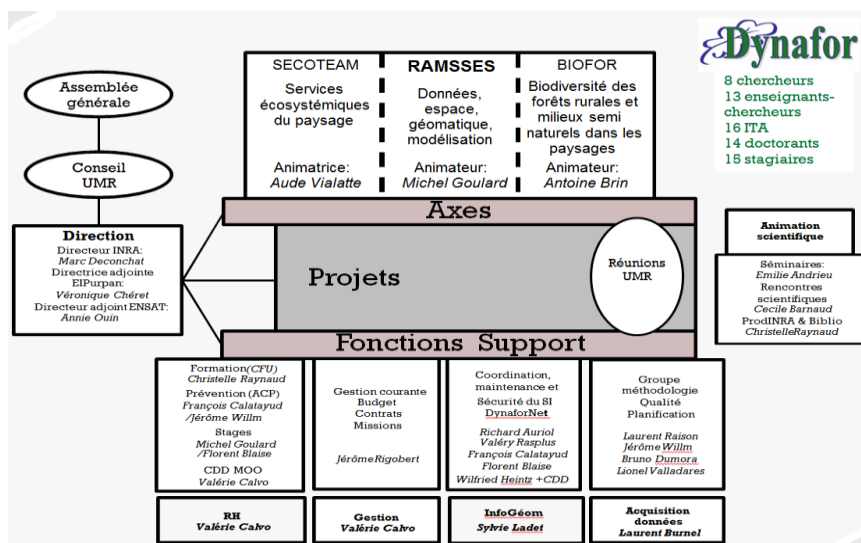 Assemblée
générale
Conseil
UMR
Direction
Directeur INRA:
Marc Deconchat
Directrice adjointe
EIPurpan:
Véronique Chéret
Directeur adjoint ENSAT:
Annie Ouin
SECOTEAM
Services
écosystémiques
du paysage
Animatrice:
Aude Vialatte
RAMSSES
Données,
espace,
géomatique,
modélisation
Animateur:
Michel Goulard
BIOFOR
Biodiversité des
forêts rurales et
milieux semi
naturels dans les
paysages
Animateur:
Antoine Brin
Dynafor
8 chercheurs
13 enseignants-
chercheurs
16 ITA
14 doctorants
15 stagiaires
Axes
Projets
Réunions
UMR
Fonctions Support
Animation
scientifique
Séminaires:
Emilie Andrieu
Rencontres
scientifiques
Cecile Barnaud
ProdINRA & Biblio
ChristelleRaynaud
Formation(CFU)
Christelle Raynaud
Prévention (ACP)
François Calatayud
/Jérôme Willm
Stages
Michel Goulard
/Florent Blaise
CDD MOO
Valérie Calvo
RH
Valérie Calvo
Gestion courante
Budget
Contrats
Missions
JérômeRigobert
Gestion
Valérie Calvo
Coordination,
maintenance et
Sécurité du SI
DynaforNet
Richard Auriol
Valéry Rasplus
François Calatayud
Florent Blaise
Wilfried Heintz +CDD
InfoGéom
Sylvie Ladet
Groupe
méthodologie
Qualité
Planification
Laurent Raison
Jérôme Willm
Bruno Dumora
Lionel Valladares
Acquisition
données
Laurent Burnel